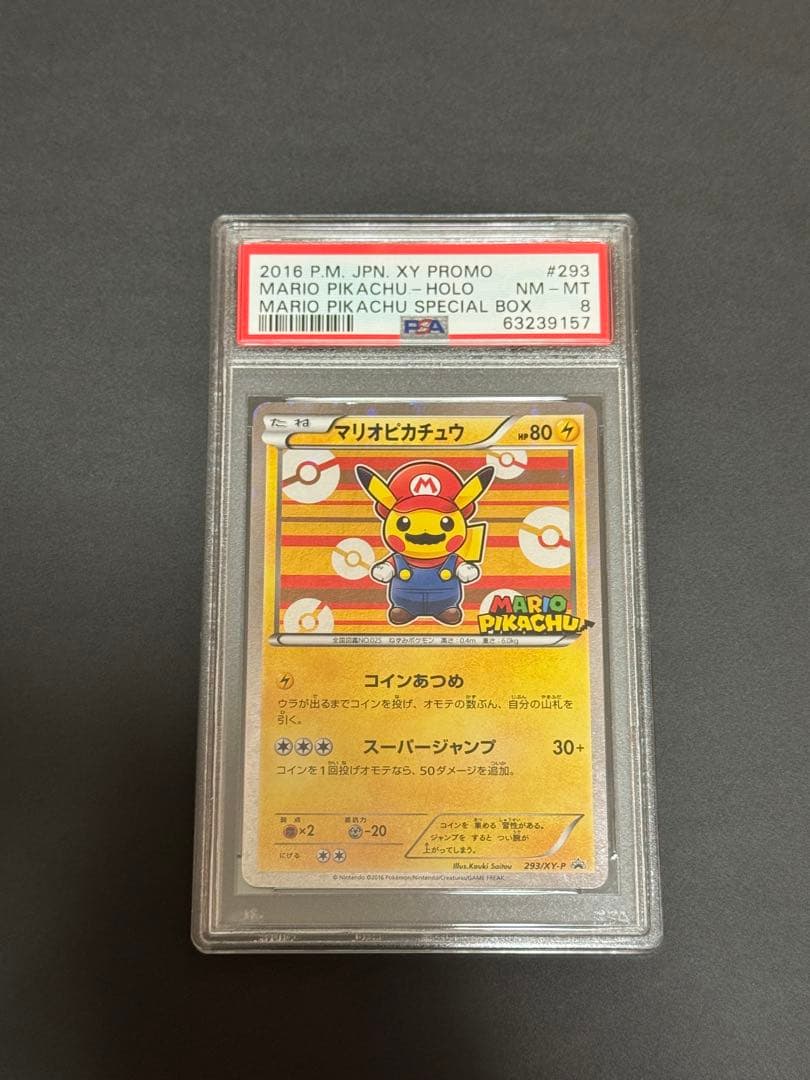 2016 P.M. JPN. XY PROMO #293
MARIO PIKACHU-HOLO NM-MT
MARIO PIKACHU SPECIAL BOX 8
PSA 63239157
たね マリオピカチュウ HP80
M
MARIO
PIKACHU
全国図鑑NO.025 ねずみポケモン 高さ:0.4m 重さ:6.0kg
コインあつめ
ウラが出るまでコインを投げ、オモテの数ぶん、自分の山札を
引く。
スーパージャンプ 30+
コインを1回投げオモテなら、50ダメージを追加。
弱点 抵抗力
×2 -20
にげる
コインを集める習性がある。
ジャンプをするとつい腕が
上がってしまう。
Illus.Kouki Saitou 293/XY-P
© Nintendo ©2016 Pokémon/Nintendo/Creatures/GAME FREAK